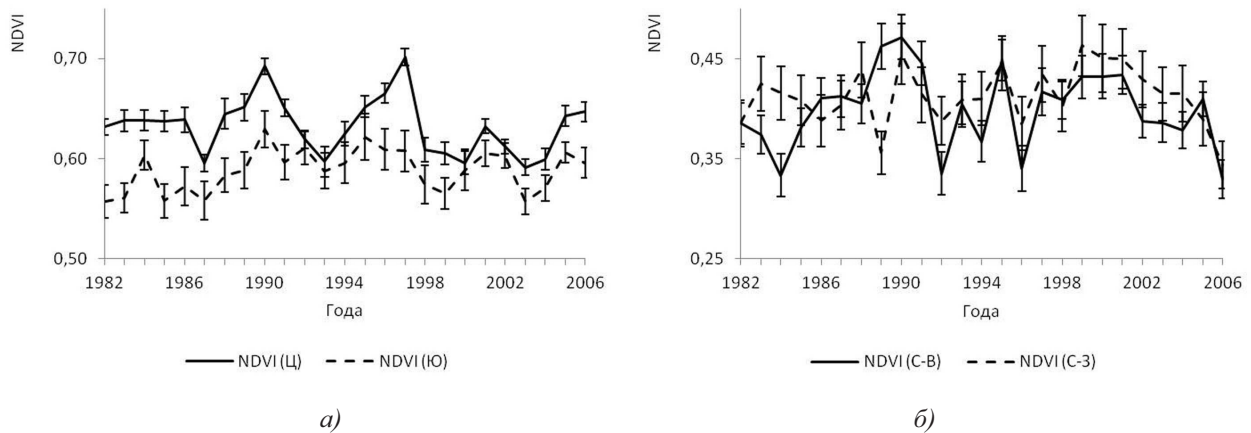 NDVI
0,70
0,60
0,50
1982 1986 1990 1994 1998 2002 2006
Года
NDVI (Ц) NDVI (Ю)
а)
NDVI
0,45
0,35
0,25
1982 1986 1990 1994 1998 2002 2006
Года
NDVI (С-В) NDVI (С-З)
б)